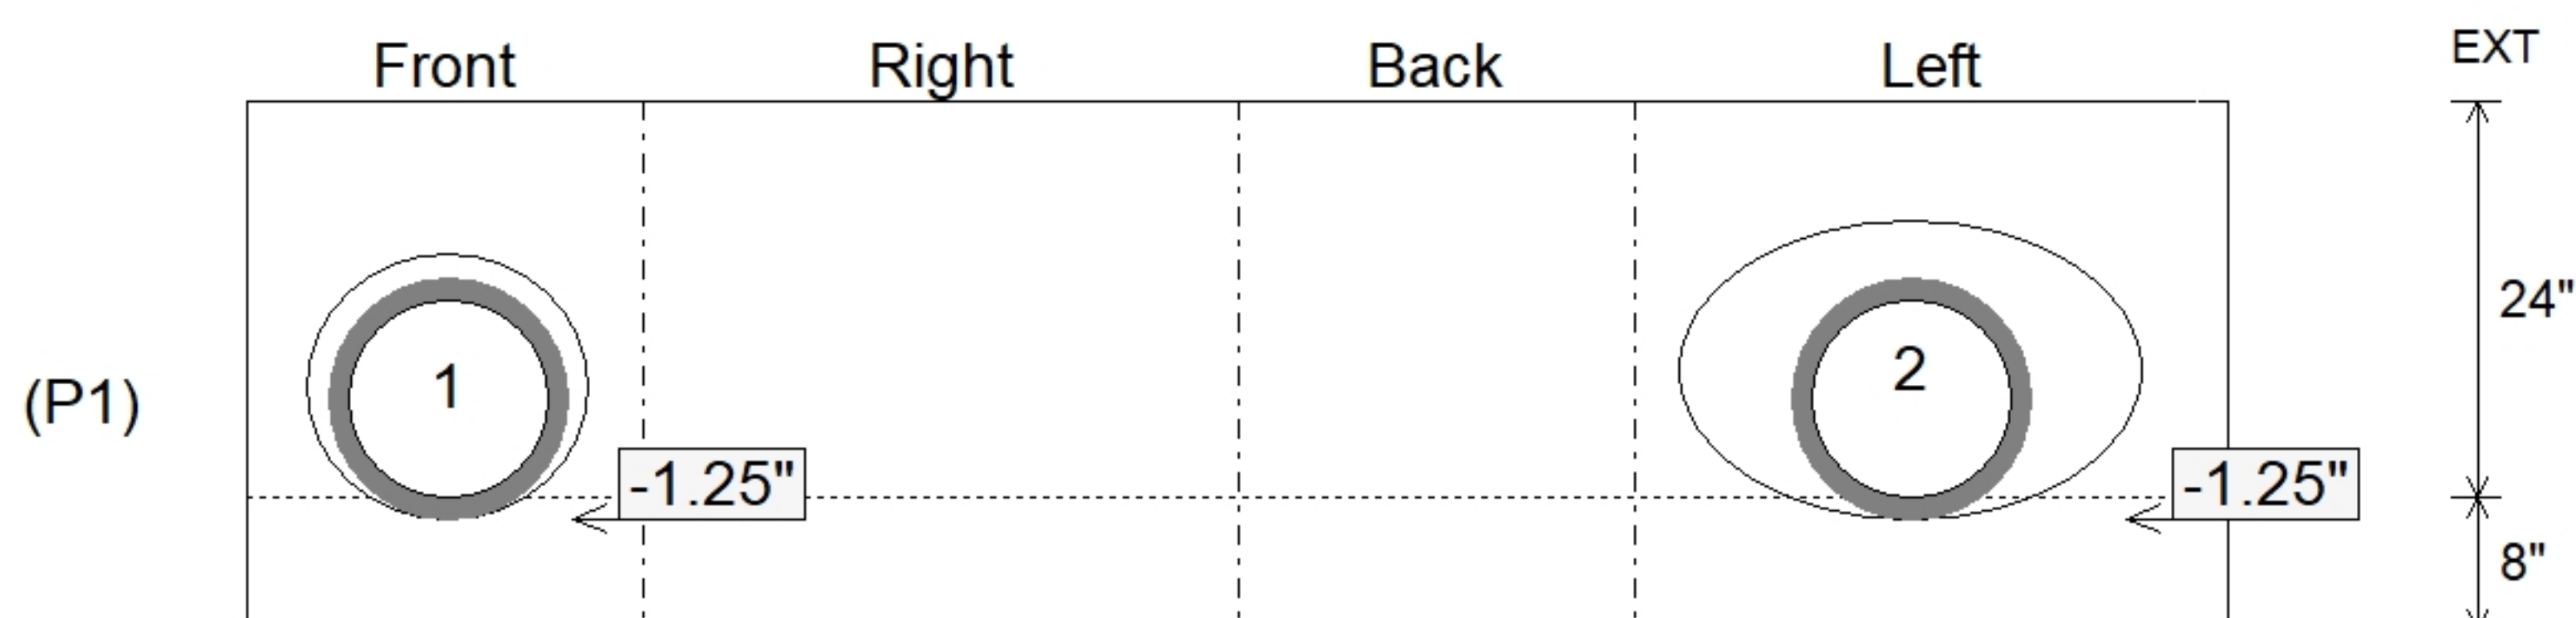 Front Right Back Left EXT
24"
(P1) 1 2
-1.25" -1.25"
8"